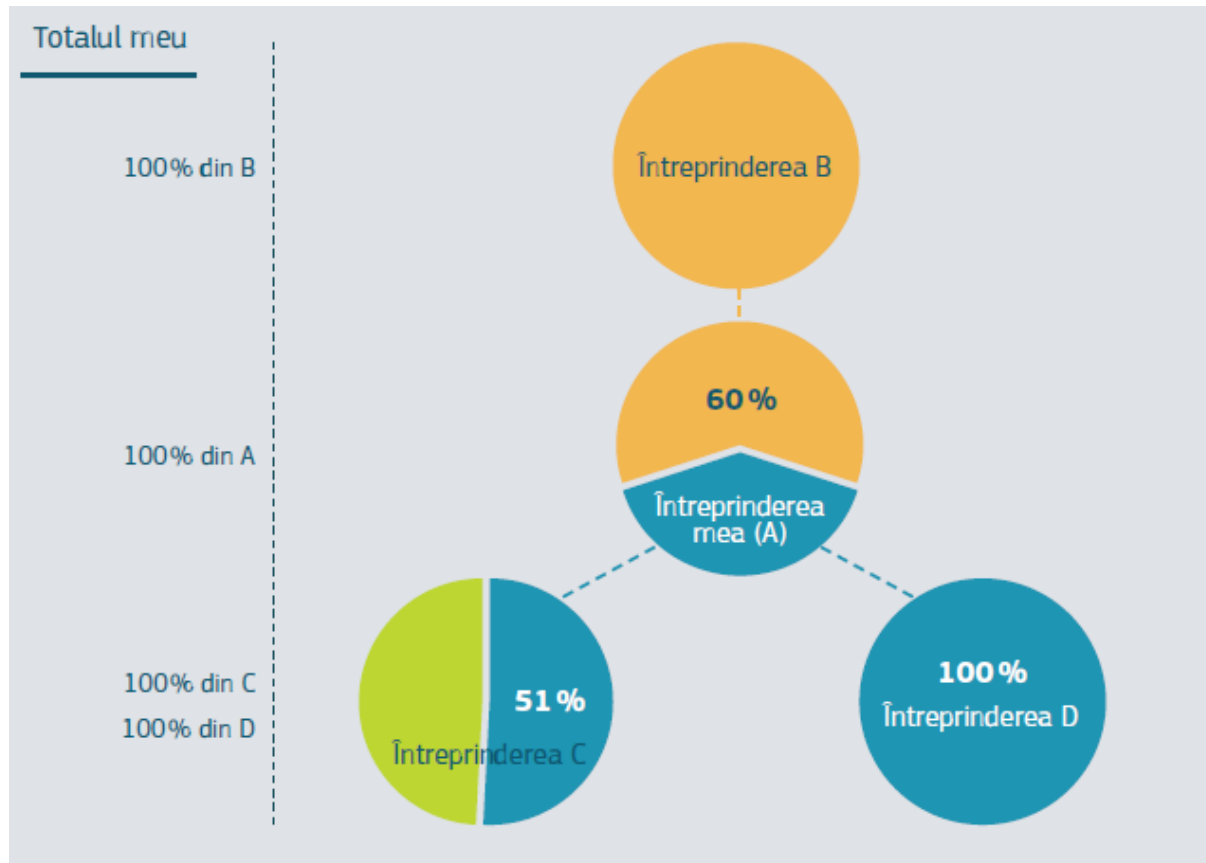 Totalul meu
100% din B
Întreprinderea B
60%
100% din A
Întreprinderea
mea (A)
100% din C
100% din D
51%
Întreprinderea C
100%
Întreprinderea D